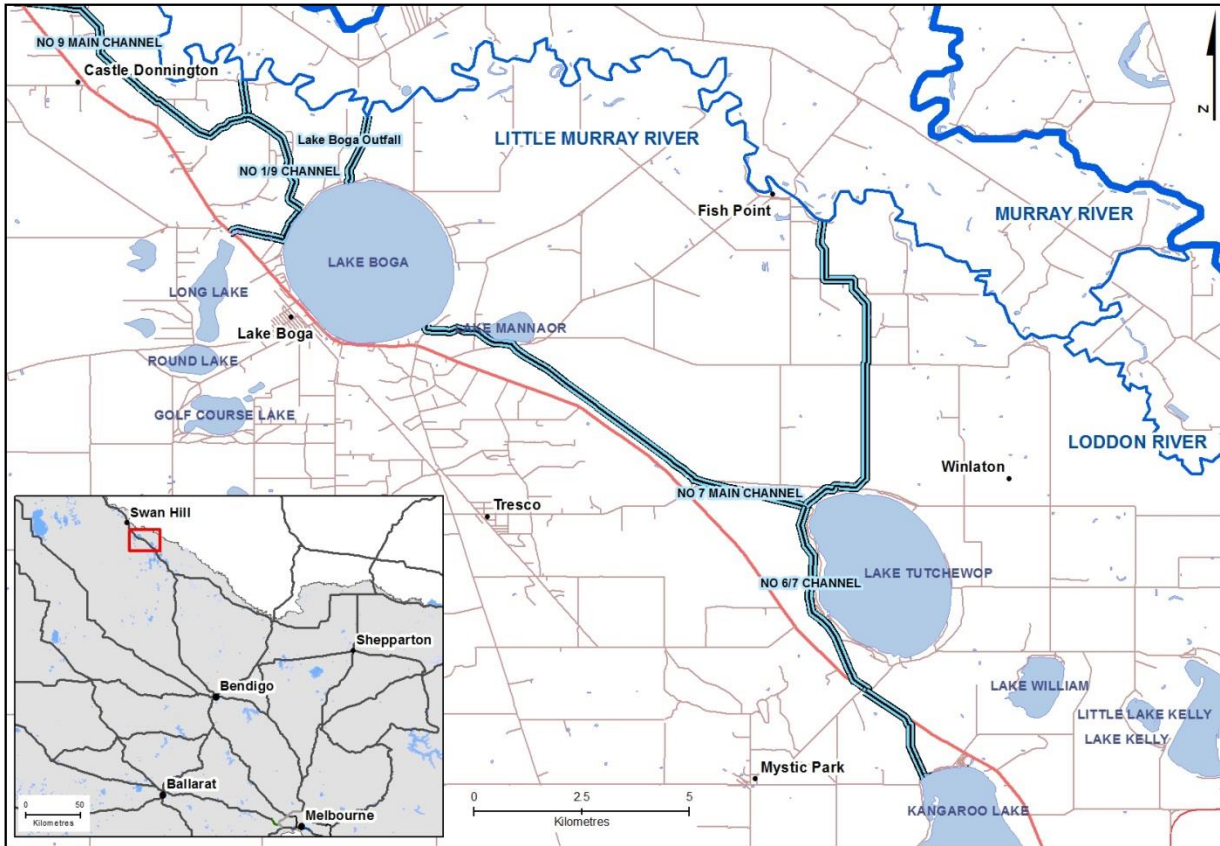 NO 9 MAIN CHANNEL
Castle Donnington
Z
Lake Boga Outfall
LITTLE MURRAY RIVER
NO 1/9 CHANNEL
Fish Point
MURRAY RIVER
LAKE BOGA
LONG LAKE
Lake Boga
LAKE MANNAOR
ROUND LAKE
GOLF COURSE LAKE
LODDON RIVER
Winlaton
NO 7 MAIN CHANNEL
Tresco
LAKE TUTCHEWOP
NO 6/7 CHANNEL
LAKE WILLIAM
LITTLE LAKE KELLY
LAKE KELLY
Mystic Park
KANGAROO LAKE
0 2.5 5
Kilometres
Swan Hill
Shepparton
Bendigo
Ballarat
Melbourne
0 50
Kilometres